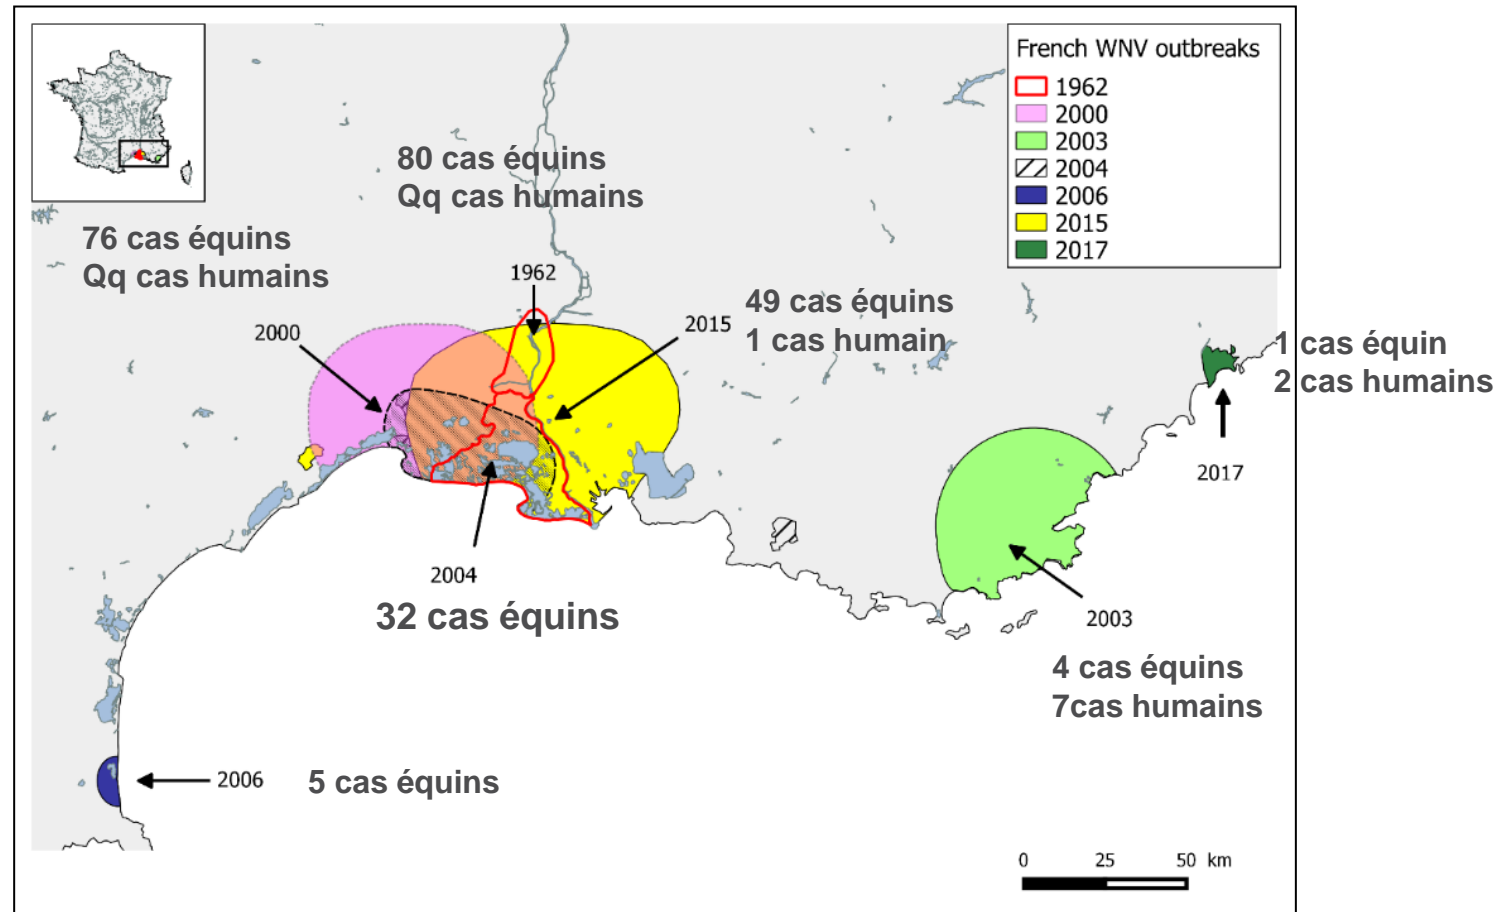 French WNV outbreaks
1962
2000
2003
2004
2006
2015
2017
80 cas équins
Qq cas humains
76 cas équins
Qq cas humains
1962
2000
2015
49 cas équins
1 cas humain
1 cas équin
2 cas humains
2017
2004
32 cas équins
2003
4 cas équins
7cas humains
2006
5 cas équins
0 25 50 km